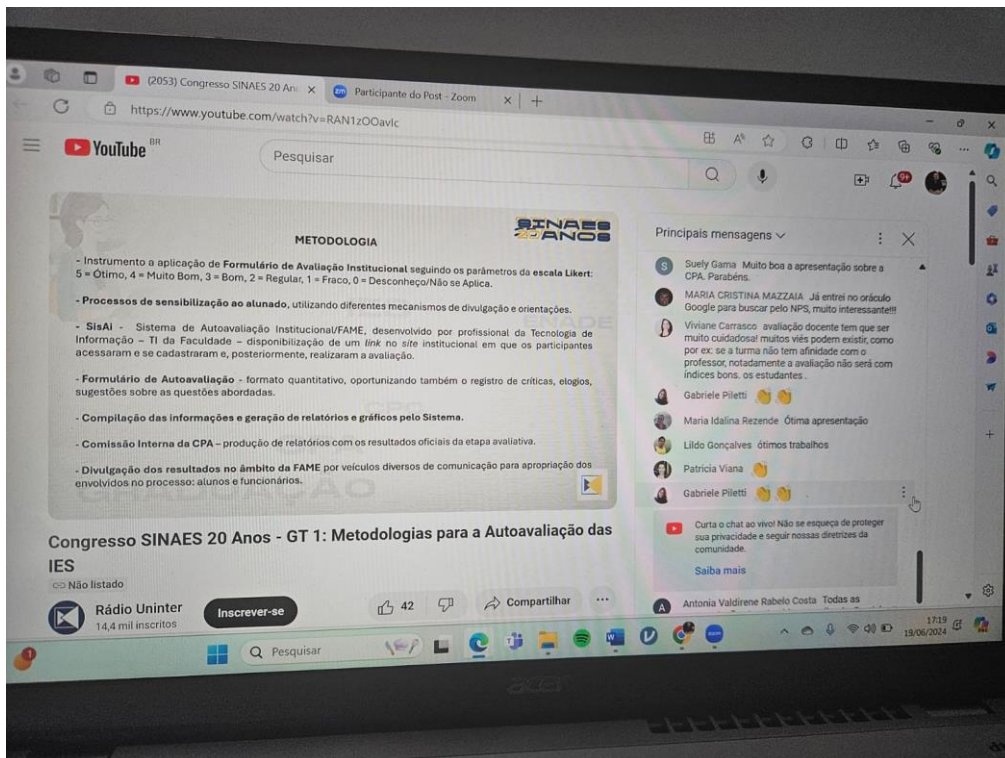 (2053) Congresso SINAES 20 An
Participante do Post - Zoom
https://www.youtube.com/watch?v=RAN1zOOavlc
YouTube BR
Pesquisar
9+
SINAES
20 ANOS
METODOLOGIA
- Instrumento a aplicação de Formulário de Avaliação Institucional seguindo os parâmetros da escala Likert:
5 = Ótimo, 4 = Muito Bom, 3 = Bom, 2 = Regular, 1 = Fraco, 0 = Desconheço/Não se Aplica.
- Processos de sensibilização ao alunado, utilizando diferentes mecanismos de divulgação e orientações.
- SisAi - Sistema de Autoavaliação Institucional/FAME, desenvolvido por profissional da Tecnologia de
Informação – TI da Faculdade – disponibilização de um link no site institucional em que os participantes
acessaram e se cadastraram e, posteriormente, realizaram a avaliação.
- Formulário de Autoavaliação - formato quantitativo, oportunizando também o registro de críticas, elogios,
sugestões sobre as questões abordadas.
- Compilação das informações e geração de relatórios e gráficos pelo Sistema.
- Comissão Interna da CPA – produção de relatórios com os resultados oficiais da etapa avaliativa.
- Divulgação dos resultados no âmbito da FAME por veículos diversos de comunicação para apropriação dos
envolvidos no processo: alunos e funcionários.
ENADE
GRADUAÇÃO
Principais mensagens
S
Suely Gama Muito boa a apresentação sobre a
CPA. Parabéns.
MARIA CRISTINA MAZZAIA Já entrei no oráculo
Google para buscar pelo NPS, muito interessante!!!
Viviane Carrasco avaliação docente tem que ser
muito cuidadosa! muitos viés podem existir, como
por ex: se a turma não tem afinidade com o
professor, notadamente a avaliação não será com
índices bons. os estudantes .
Gabriele Piletti
Maria Idalina Rezende Ótima apresentação
Lildo Gonçalves ótimos trabalhos
Patricia Viana
Gabriele Piletti
Curta o chat ao vivo! Não se esqueça de proteger
sua privacidade e seguir nossas diretrizes da
comunidade.
Saiba mais
A
Antonia Valdirene Rabelo Costa Todas as
Congresso SINAES 20 Anos - GT 1: Metodologias para a Autoavaliação das
IES
Não listado
Rádio Uninter
14,4 mil inscritos
Inscrever-se
42
Compartilhar
1
Pesquisar
17:19
19/06/2024
acer